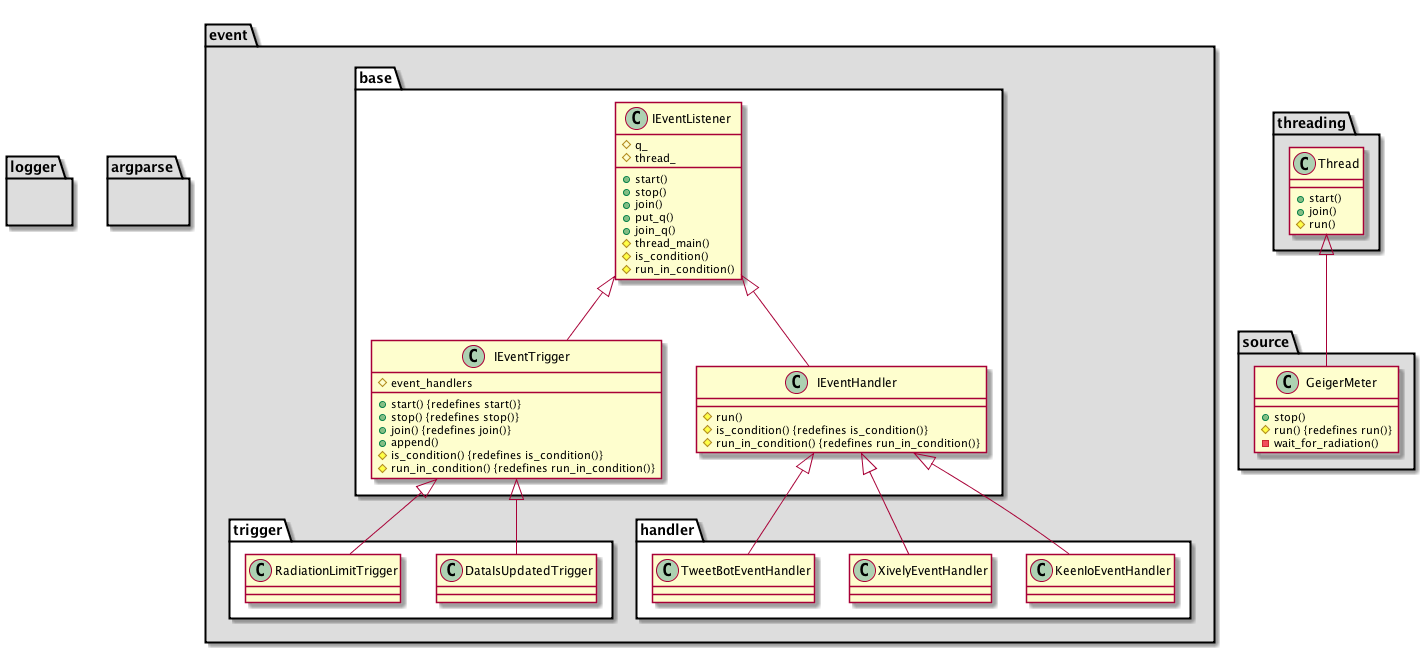 logger
argparse
event
base
C IEventListener
q_
thread_
start()
stop()
join()
put_q()
join_q()
thread_main()
is_condition()
run_in_condition()
C IEventTrigger
event_handlers
start() {redefines start()}
stop() {redefines stop()}
join() {redefines join()}
append()
is_condition() {redefines is_condition()}
run_in_condition() {redefines run_in_condition()}
C IEventHandler
run()
is_condition() {redefines is_condition()}
run_in_condition() {redefines run_in_condition()}
trigger
C RadiationLimitTrigger
C DataIsUpdatedTrigger
handler
C TweetBotEventHandler
C XivelyEventHandler
C KeenIoEventHandler
threading
C Thread
start()
join()
run()
source
C GeigerMeter
stop()
run() {redefines run()}
wait_for_radiation()